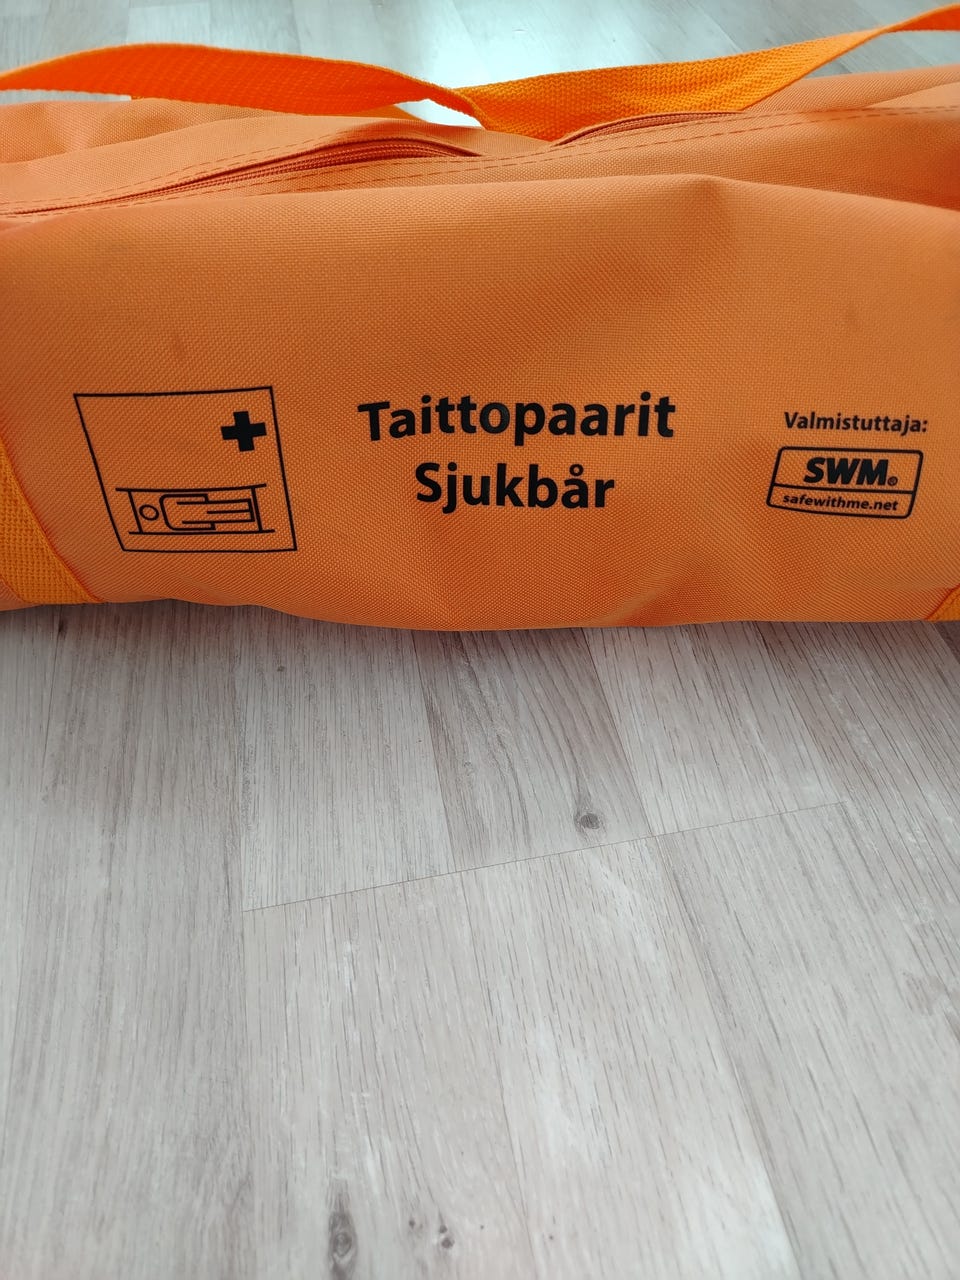 Taittopaarit
Sjukbår
Valmistuttaja:
SWM®
safewithme.net